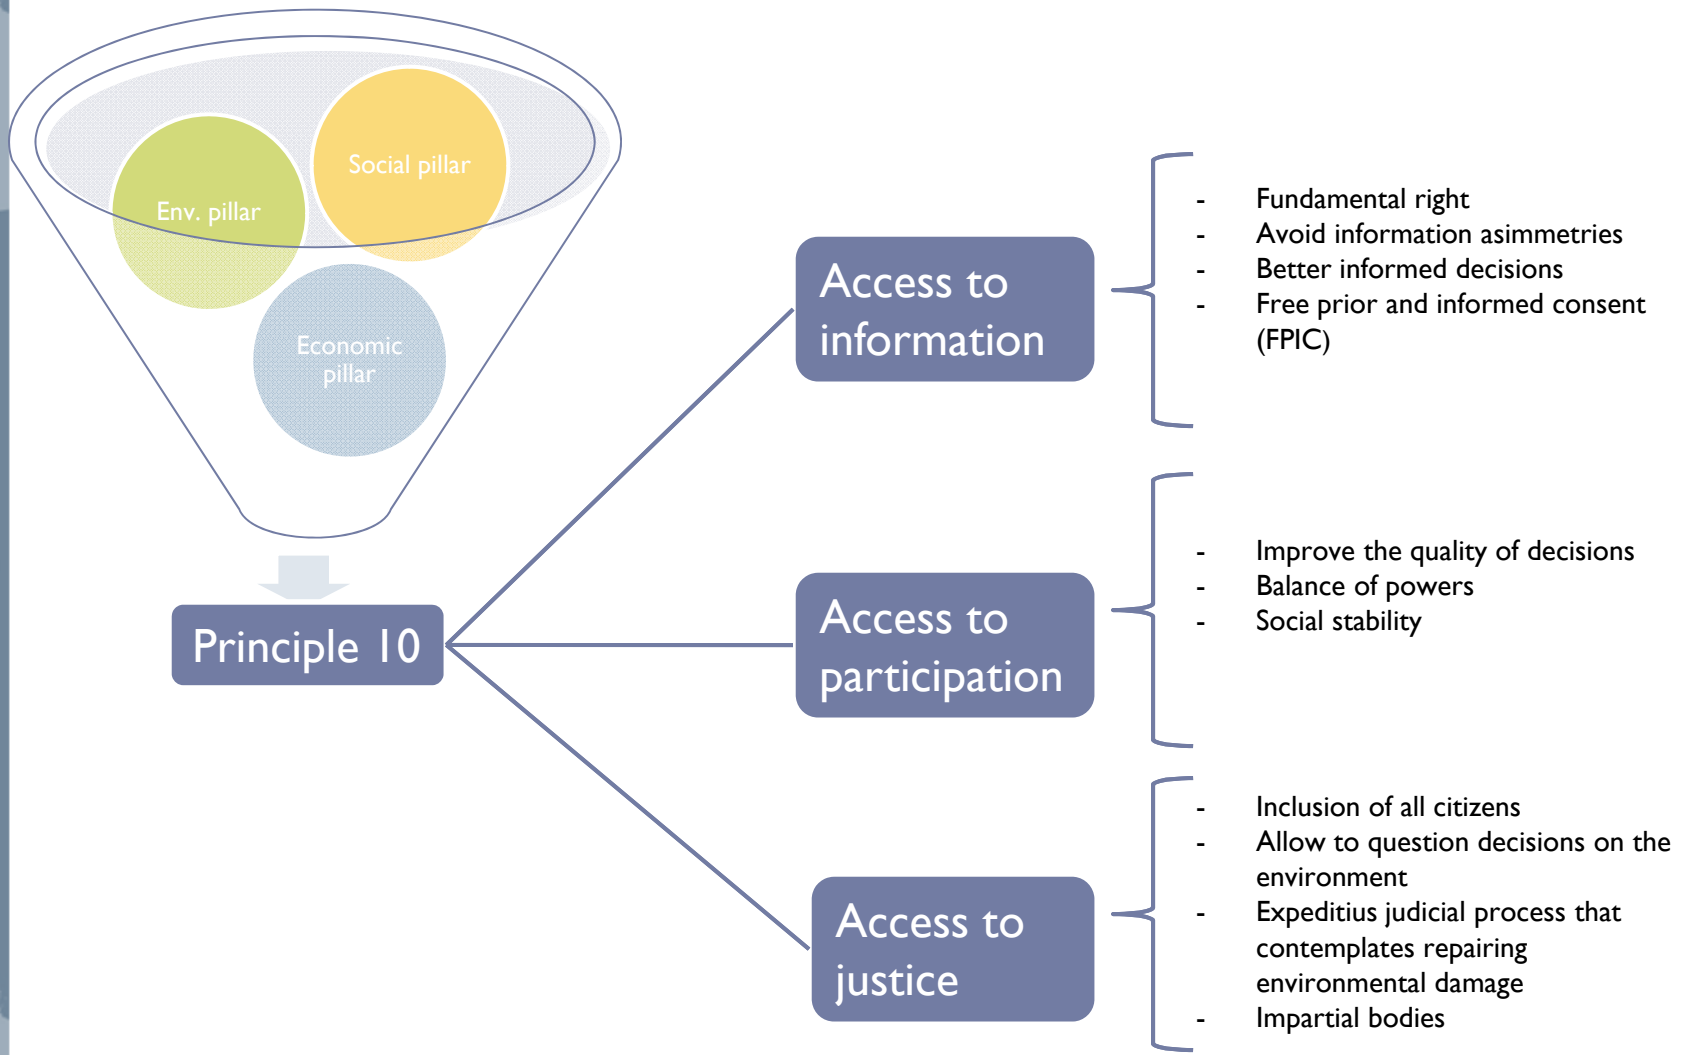 Social pillar
Env. pillar
Economic
pillar
Principle 10
Access to
information
- Fundamental right
- Avoid information asimmetries
- Better informed decisions
- Free prior and informed consent
(FPIC)
Access to
participation
- Improve the quality of decisions
- Balance of powers
- Social stability
Access to
justice
- Inclusion of all citizens
- Allow to question decisions on the
environment
- Expeditius judicial process that
contemplates repairing
environmental damage
- Impartial bodies